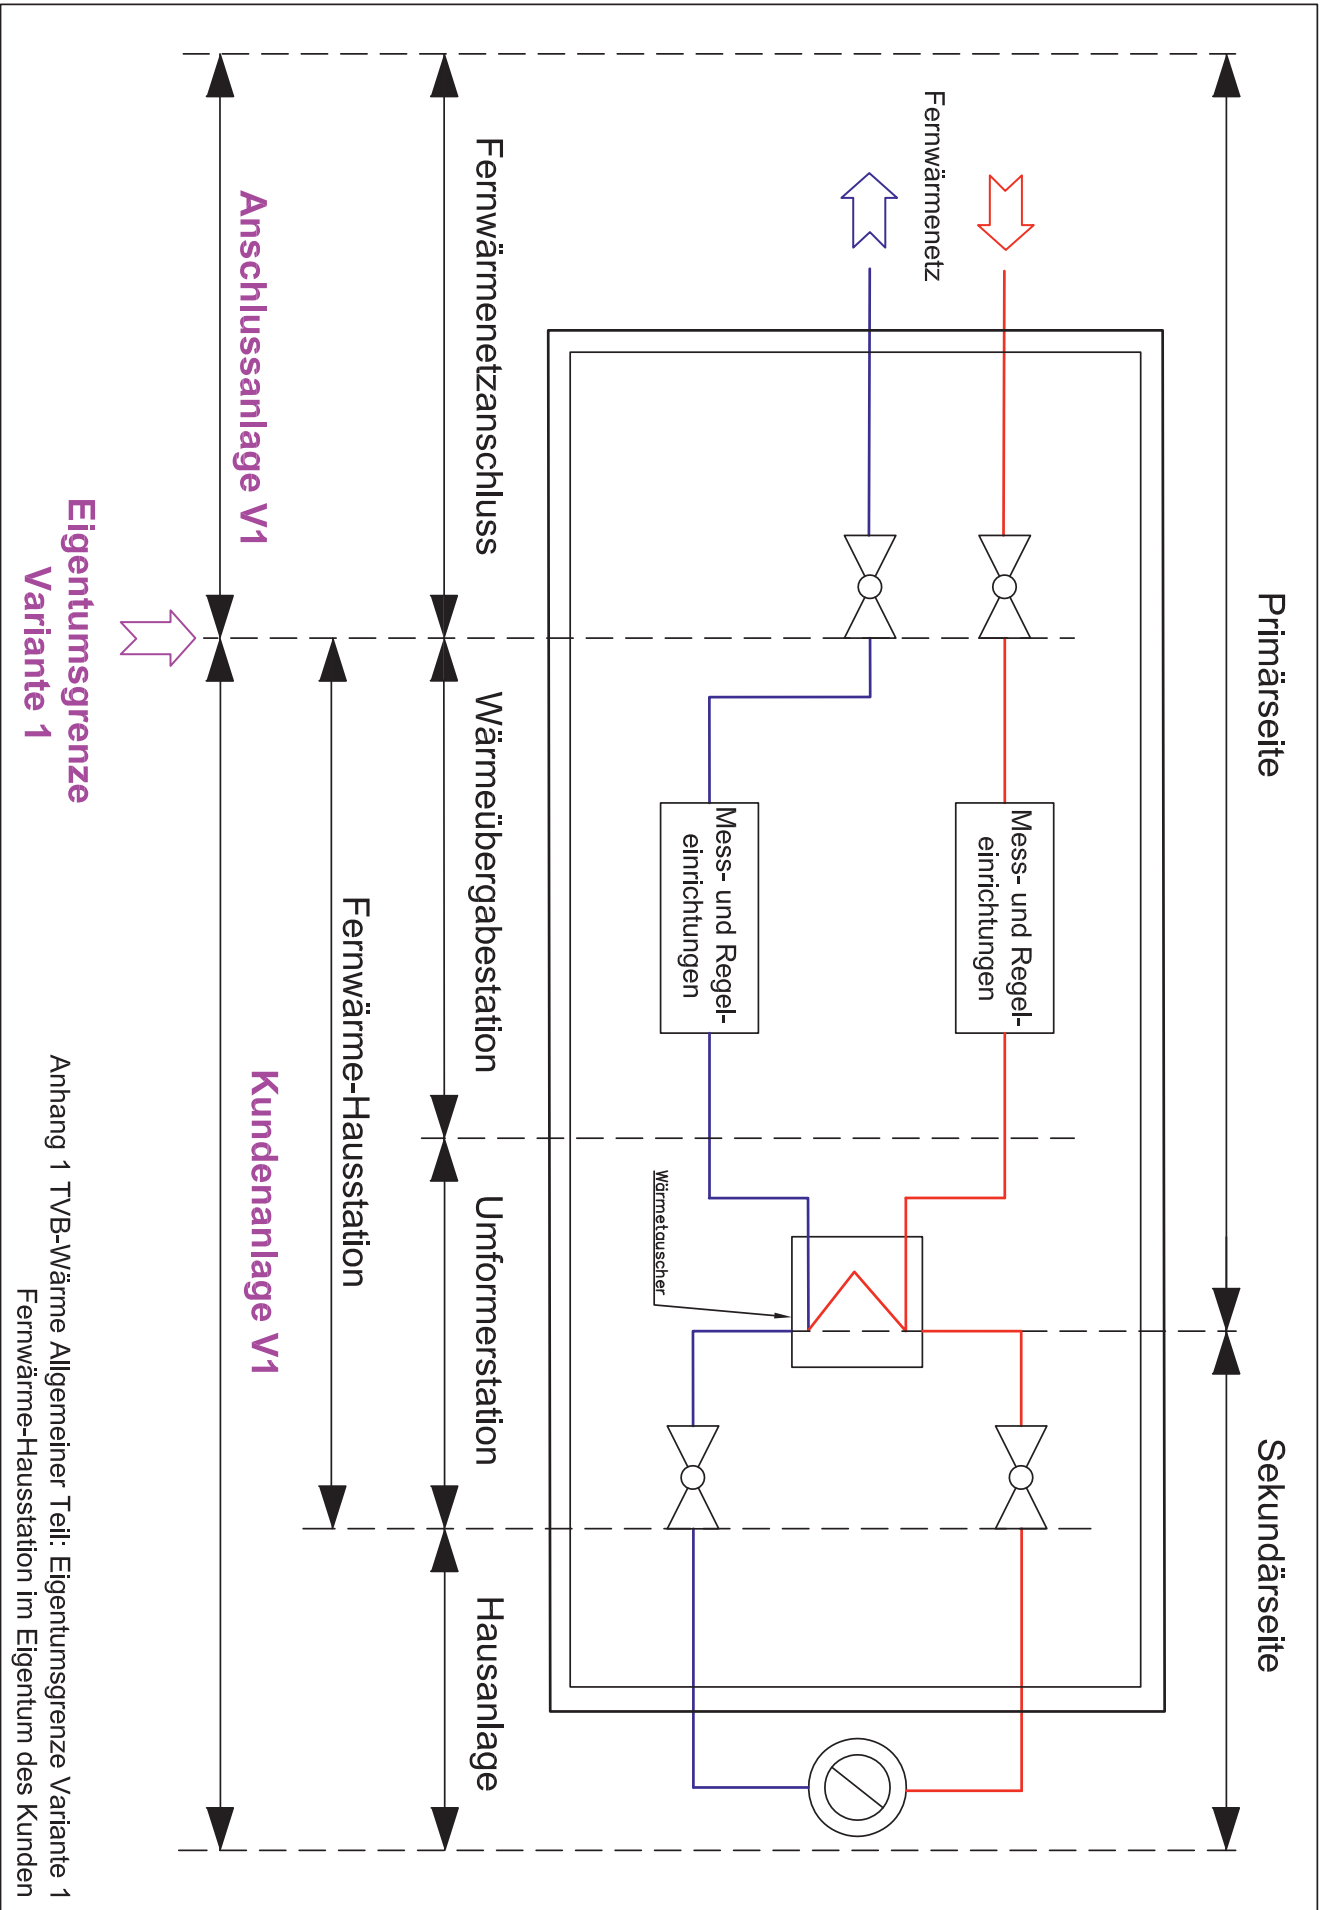 Primärseite
Sekundärseite
Fernwärmenetz
Mess- und Regel-
einrichtungen
Mess- und Regel-
einrichtungen
Wärmetauscher
Fernwärmenetzanschluss
Wärmeübergabestation
Umformerstation
Hausanlage
Fernwärme-Hausstation
Anschlussanlage V1
Kundenanlage V1
Eigentumsgrenze
Variante 1
Anhang 1 TVB-Wärme Allgemeiner Teil: Eigentumsgrenze Variante 1
Fernwärme-Hausstation im Eigentum des Kunden